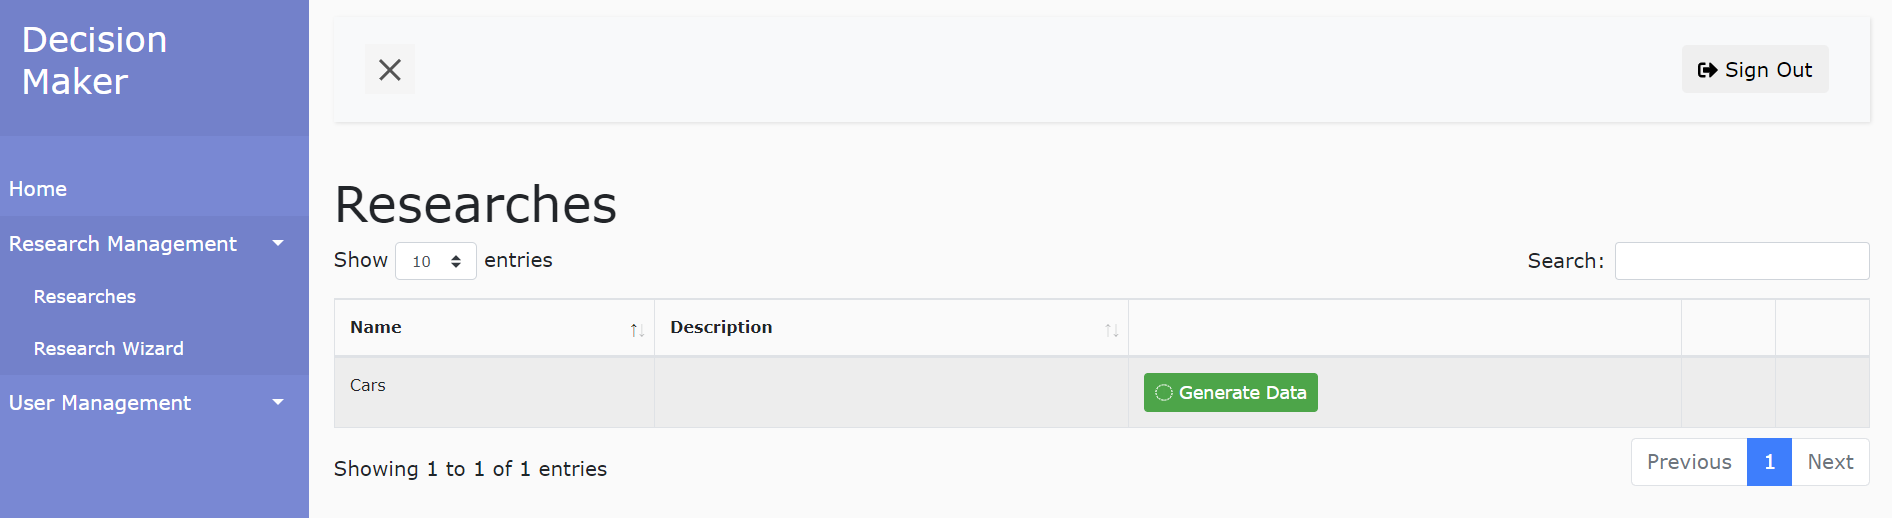 Decision
Maker
Sign Out
Home
Research Management
Researches
Research Wizard
User Management
Researches
Show 10 entries
Search:
Name Description
Cars Generate Data
Showing 1 to 1 of 1 entries
Previous 1 Next